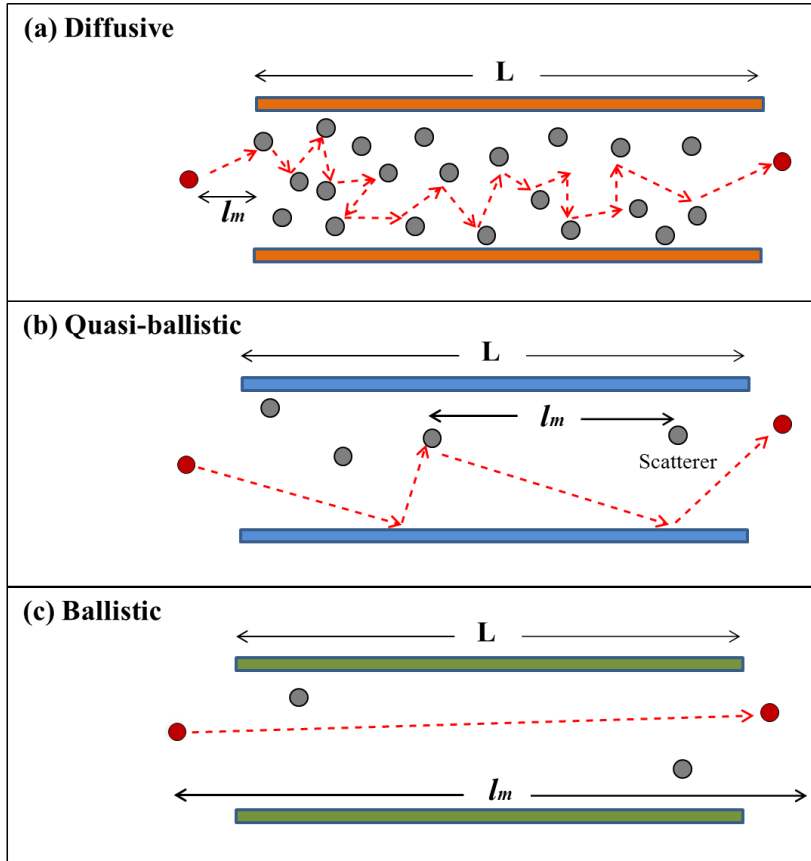 (a) Diffusive
L
lm
(b) Quasi-ballistic
L
lm
Scatterer
(c) Ballistic
L
lm